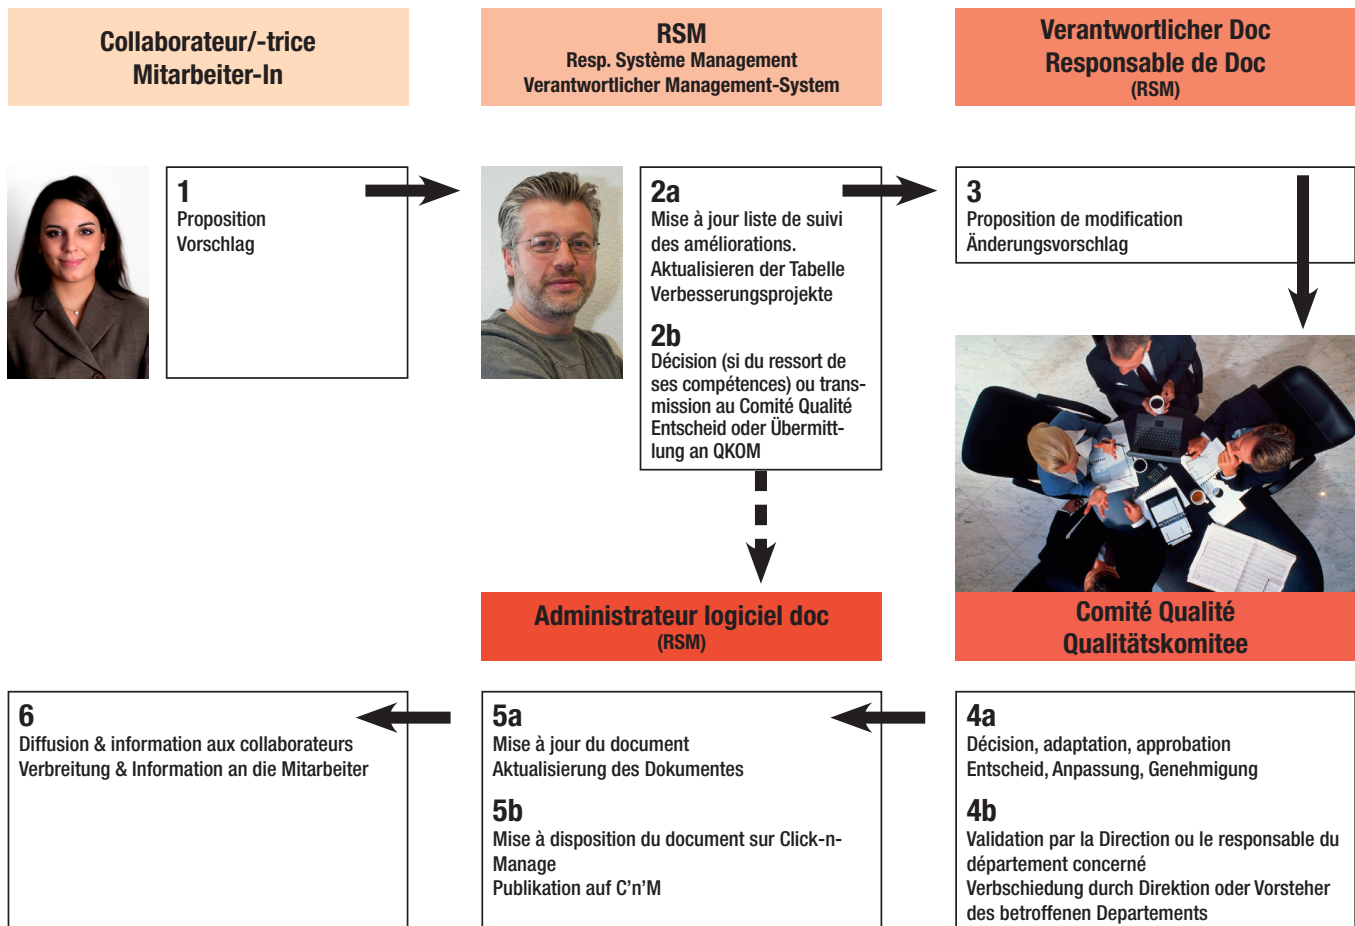 Collaborateur/-trice
Mitarbeiter-In
RSM
Resp. Système Management
Verantwortlicher Management-System
Verantwortlicher Doc
Responsable de Doc
(RSM)
1
Proposition
Vorschlag
2a
Mise à jour liste de suivi
des améliorations.
Aktualisieren der Tabelle
Verbesserungsprojekte
2b
Décision (si du ressort de
ses compétences) ou trans-
mission au Comité Qualité
Entscheid oder Übermitt-
lung an QKOM
3
Proposition de modification
Änderungsvorschlag
Administrateur logiciel doc
(RSM)
Comité Qualité
Qualitätskomitee
6
Diffusion & information aux collaborateurs
Verbreitung & Information an die Mitarbeiter
5a
Mise à jour du document
Aktualisierung des Dokumentes
5b
Mise à disposition du document sur Click-n-
Manage
Publikation auf C’n’M
4a
Décision, adaptation, approbation
Entscheid, Anpassung, Genehmigung
4b
Validation par la Direction ou le responsable du
département concerné
Verbschiedung durch Direktion oder Vorsteher
des betroffenen Departements